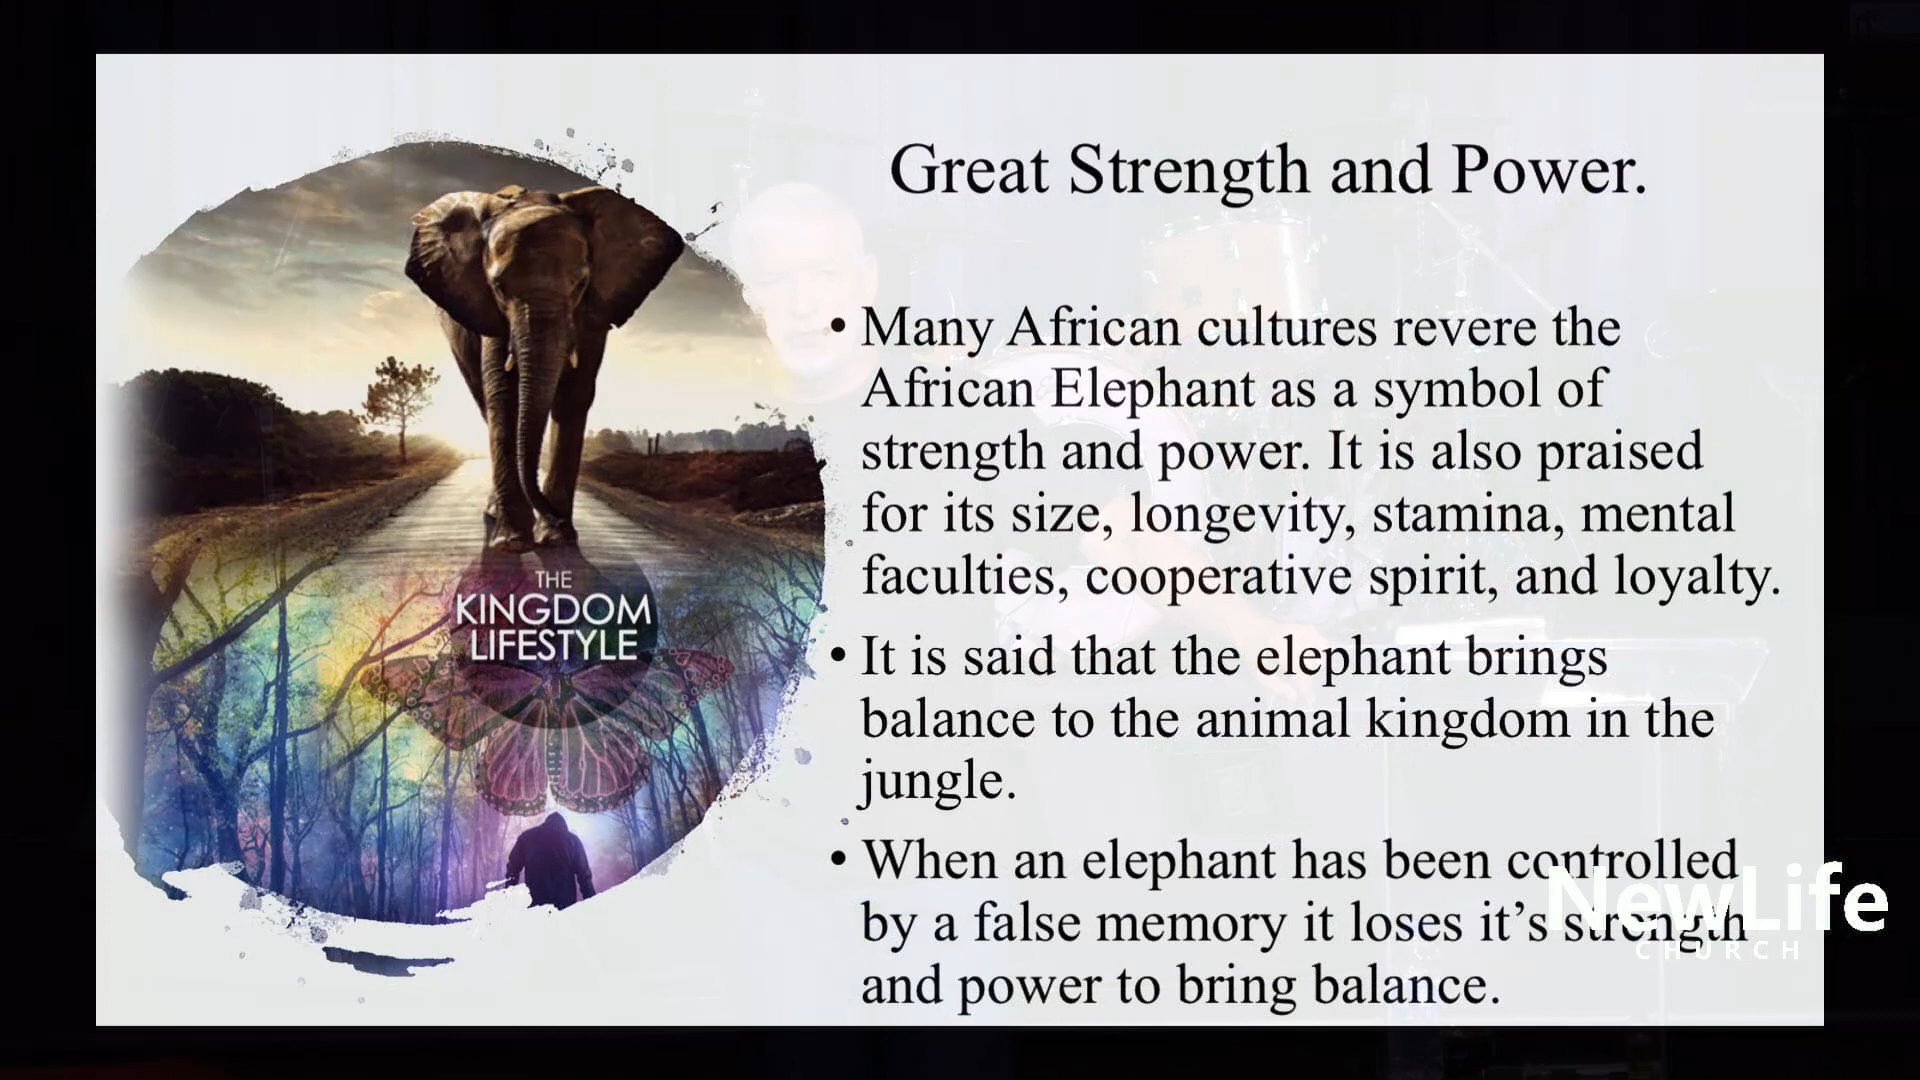 Great Strength and Power.
• Many African cultures revere the
African Elephant as a symbol of
strength and power. It is also praised
for its size, longevity, stamina, mental
faculties, cooperative spirit, and loyalty.
• It is said that the elephant brings
balance to the animal kingdom in the
jungle.
• When an elephant has been controlled
by a false memory it loses it’s strength
and power to bring balance.
THE
KINGDOM
LIFESTYLE
NewLife
CHURCH